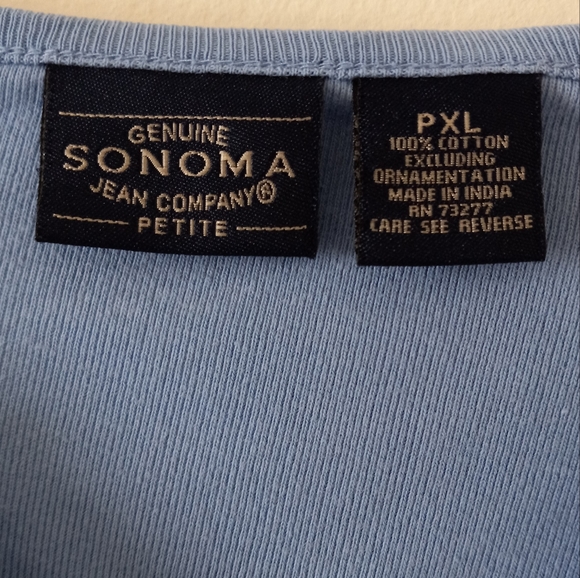 GENUINE
SONOMA
JEAN COMPANY®
PETITE
PXL
100% COTTON
EXCLUDING
ORNAMENTATION
MADE IN INDIA
RN 73277
CARE SEE REVERSE